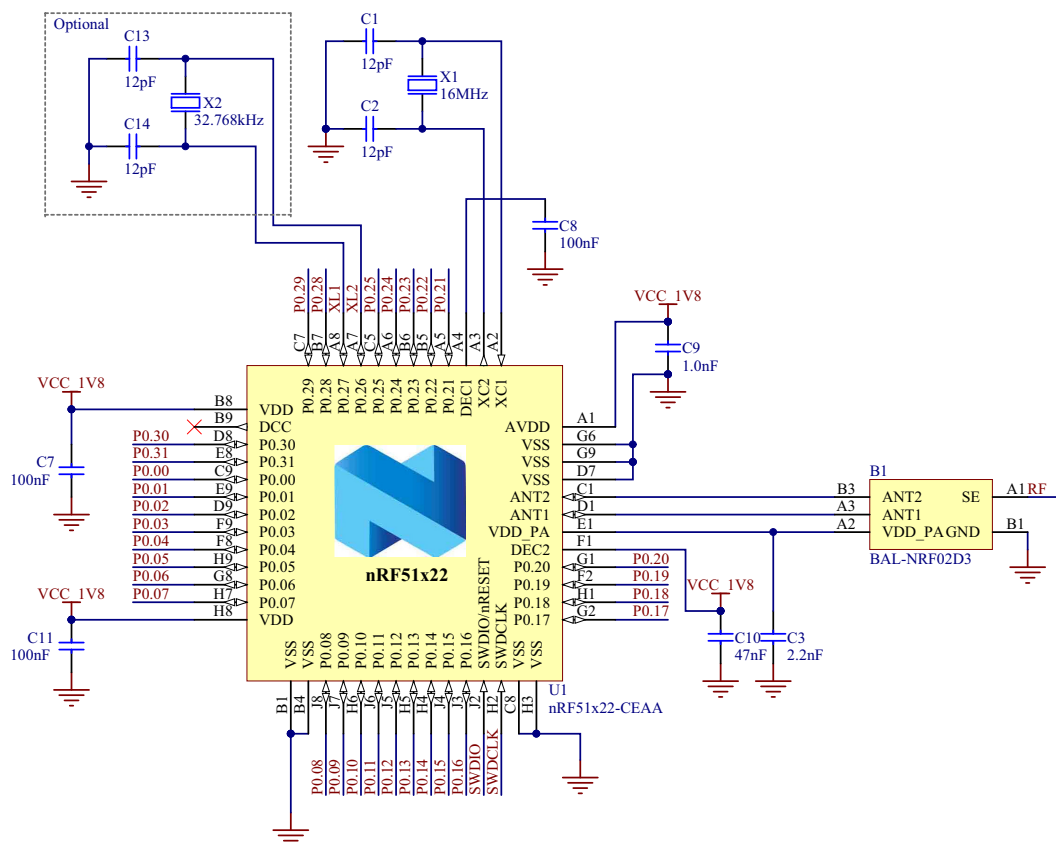 Optional
C13
12pF
X2
32.768kHz
C14
12pF
C1
12pF
X1
16MHz
C2
12pF
C8
100nF
P0.29
P0.28
XL1
XL2
P0.25
P0.24
P0.23
P0.22
P0.21
C7
B7
A8
A7
C5
A6
B6
B5
A5
A4
A3
A2
P0.29
P0.28
P0.27
P0.26
P0.25
P0.24
P0.23
P0.22
P0.21
DEC1
XC2
XC1
VCC_1V8
C9
1.0nF
VCC_1V8
C7
100nF
B8 VDD
B9 DCC
P0.30 D8 P0.30
P0.31 E8 P0.31
P0.00 C9 P0.00
P0.01 E9 P0.01
P0.02 D9 P0.02
P0.03 F9 P0.03
P0.04 F8 P0.04
P0.05 H9 P0.05
P0.06 G8 P0.06
P0.07 H7 P0.07
H8 VDD
VCC_1V8
C11
100nF
nRF51x22
AVDD A1
VSS G6
VSS G9
VSS D7
ANT2 C1
ANT1 D1
VDD_PA E1
DEC2 F1
P0.20 G1 P0.20
P0.19 F2 P0.19
P0.18 H1 P0.18
P0.17 G2 P0.17
B1
B3 ANT2 SE A1 RF
A3 ANT1
A2 VDD_PA GND B1
BAL-NRF02D3
VCC_1V8
C10
47nF
C3
2.2nF
VSS
VSS
P0.08
P0.09
P0.10
P0.11
P0.12
P0.13
P0.14
P0.15
P0.16
SWDIO/nRESET
SWDCLK
VSS
VSS
B1
B4
J8
J7
H6
J6
J5
H5
H4
J4
J3
J2
H2
C8
H3
U1
nRF51x22-CEAA
P0.08
P0.09
P0.10
P0.11
P0.12
P0.13
P0.14
P0.15
P0.16
SWDIO
SWDCLK